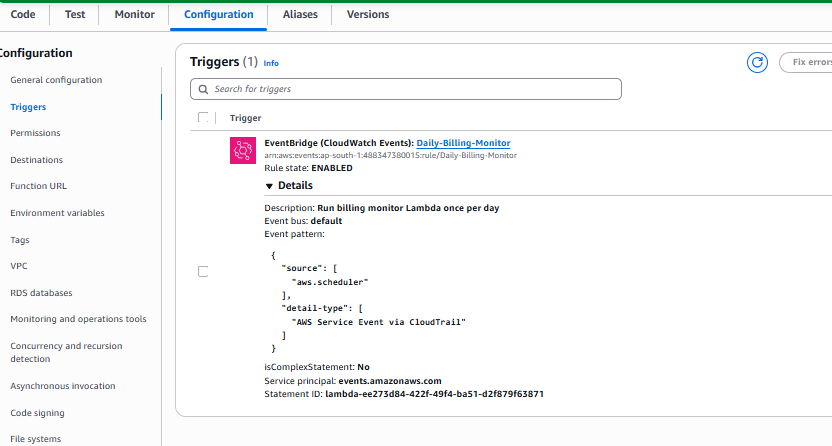 Code Test Monitor Configuration Aliases Versions
Configuration
General configuration
Triggers
Permissions
Destinations
Function URL
Environment variables
Tags
VPC
RDS databases
Monitoring and operations tools
Concurrency and recursion
detection
Asynchronous invocation
Code signing
File systems
Triggers (1) Info
Fix errors
Search for triggers
Trigger
EventBridge (CloudWatch Events): Daily-Billing-Monitor
arn:aws:events:ap-south-1:488347380015:rule/Daily-Billing-Monitor
Rule state: ENABLED
▼ Details
Description: Run billing monitor Lambda once per day
Event bus: default
Event pattern:
{
"source": [
"aws.scheduler"
],
"detail-type": [
"AWS Service Event via CloudTrail"
]
}
isComplexStatement: No
Service principal: events.amazonaws.com
Statement ID: lambda-ee273d84-422f-49f4-ba51-d2f879f63871